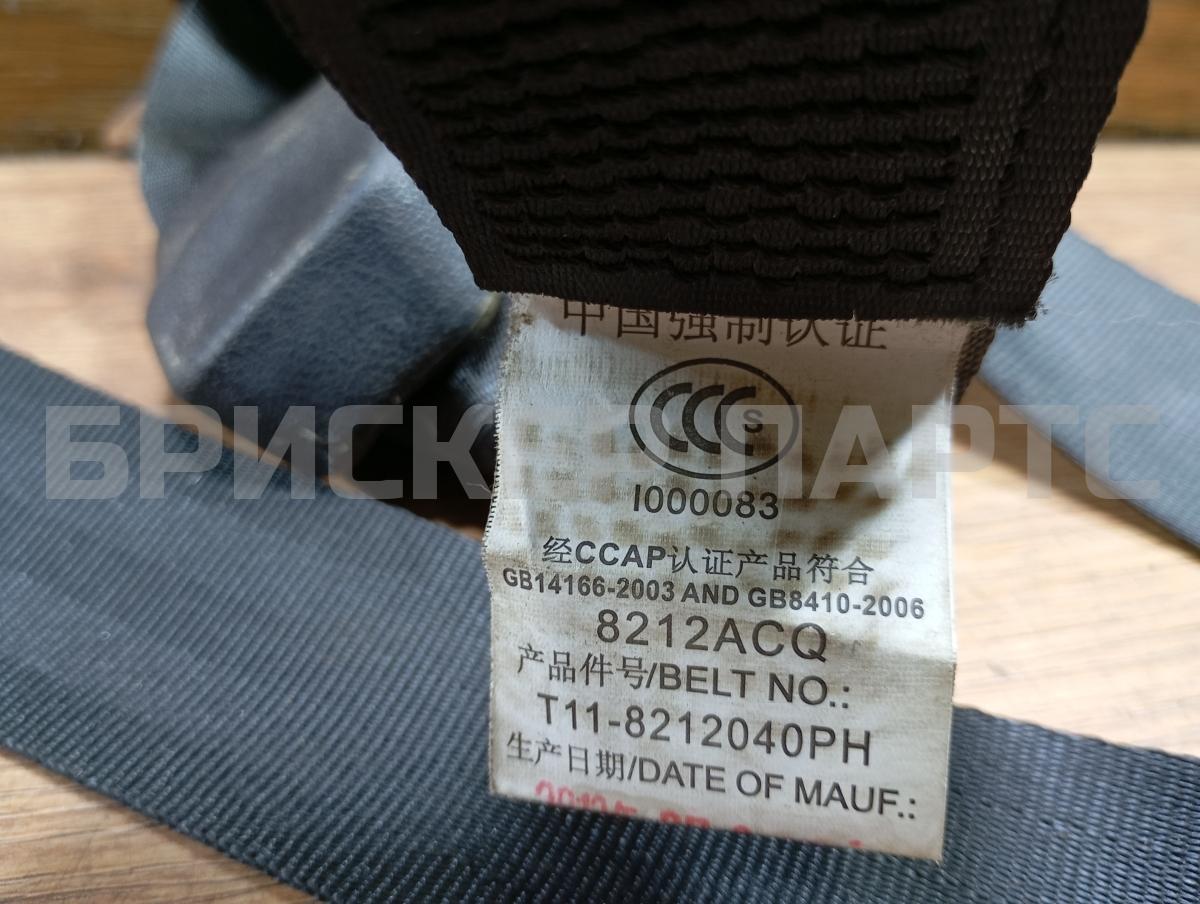 中国强制认证
CCC S
I000083
БРИСК ПАРТС
经CCAP认证产品符合
GB14166-2003 AND GB8410-2006
8212ACQ
产品件号/BELT NO.:
T11-8212040PH
生产日期/DATE OF MAUF.: